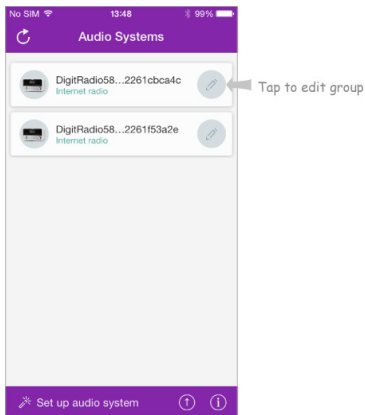 No SIM 13:48 99%
Audio Systems
DigitRadio58...2261cbca4c
Internet radio
Tap to edit group
DigitRadio58...2261f53a2e
Internet radio
Set up audio system